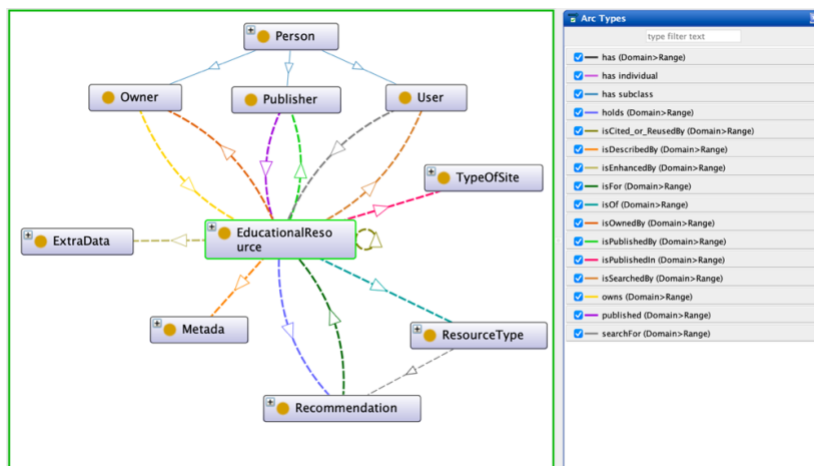 Person
Owner
Publisher
User
TypeOfSite
EducationalReso
urce
ExtraData
Metada
ResourceType
Recommendation
Arc Types
type filter text
has (Domain>Range)
has individual
has subclass
holds (Domain>Range)
isCited_or_ReusedBy (Domain>Range)
isDescribedBy (Domain>Range)
isEnhancedBy (Domain>Range)
isFor (Domain>Range)
isOf (Domain>Range)
isOwnedBy (Domain>Range)
isPublishedBy (Domain>Range)
isPublishedIn (Domain>Range)
isSearchedBy (Domain>Range)
owns (Domain>Range)
published (Domain>Range)
searchFor (Domain>Range)